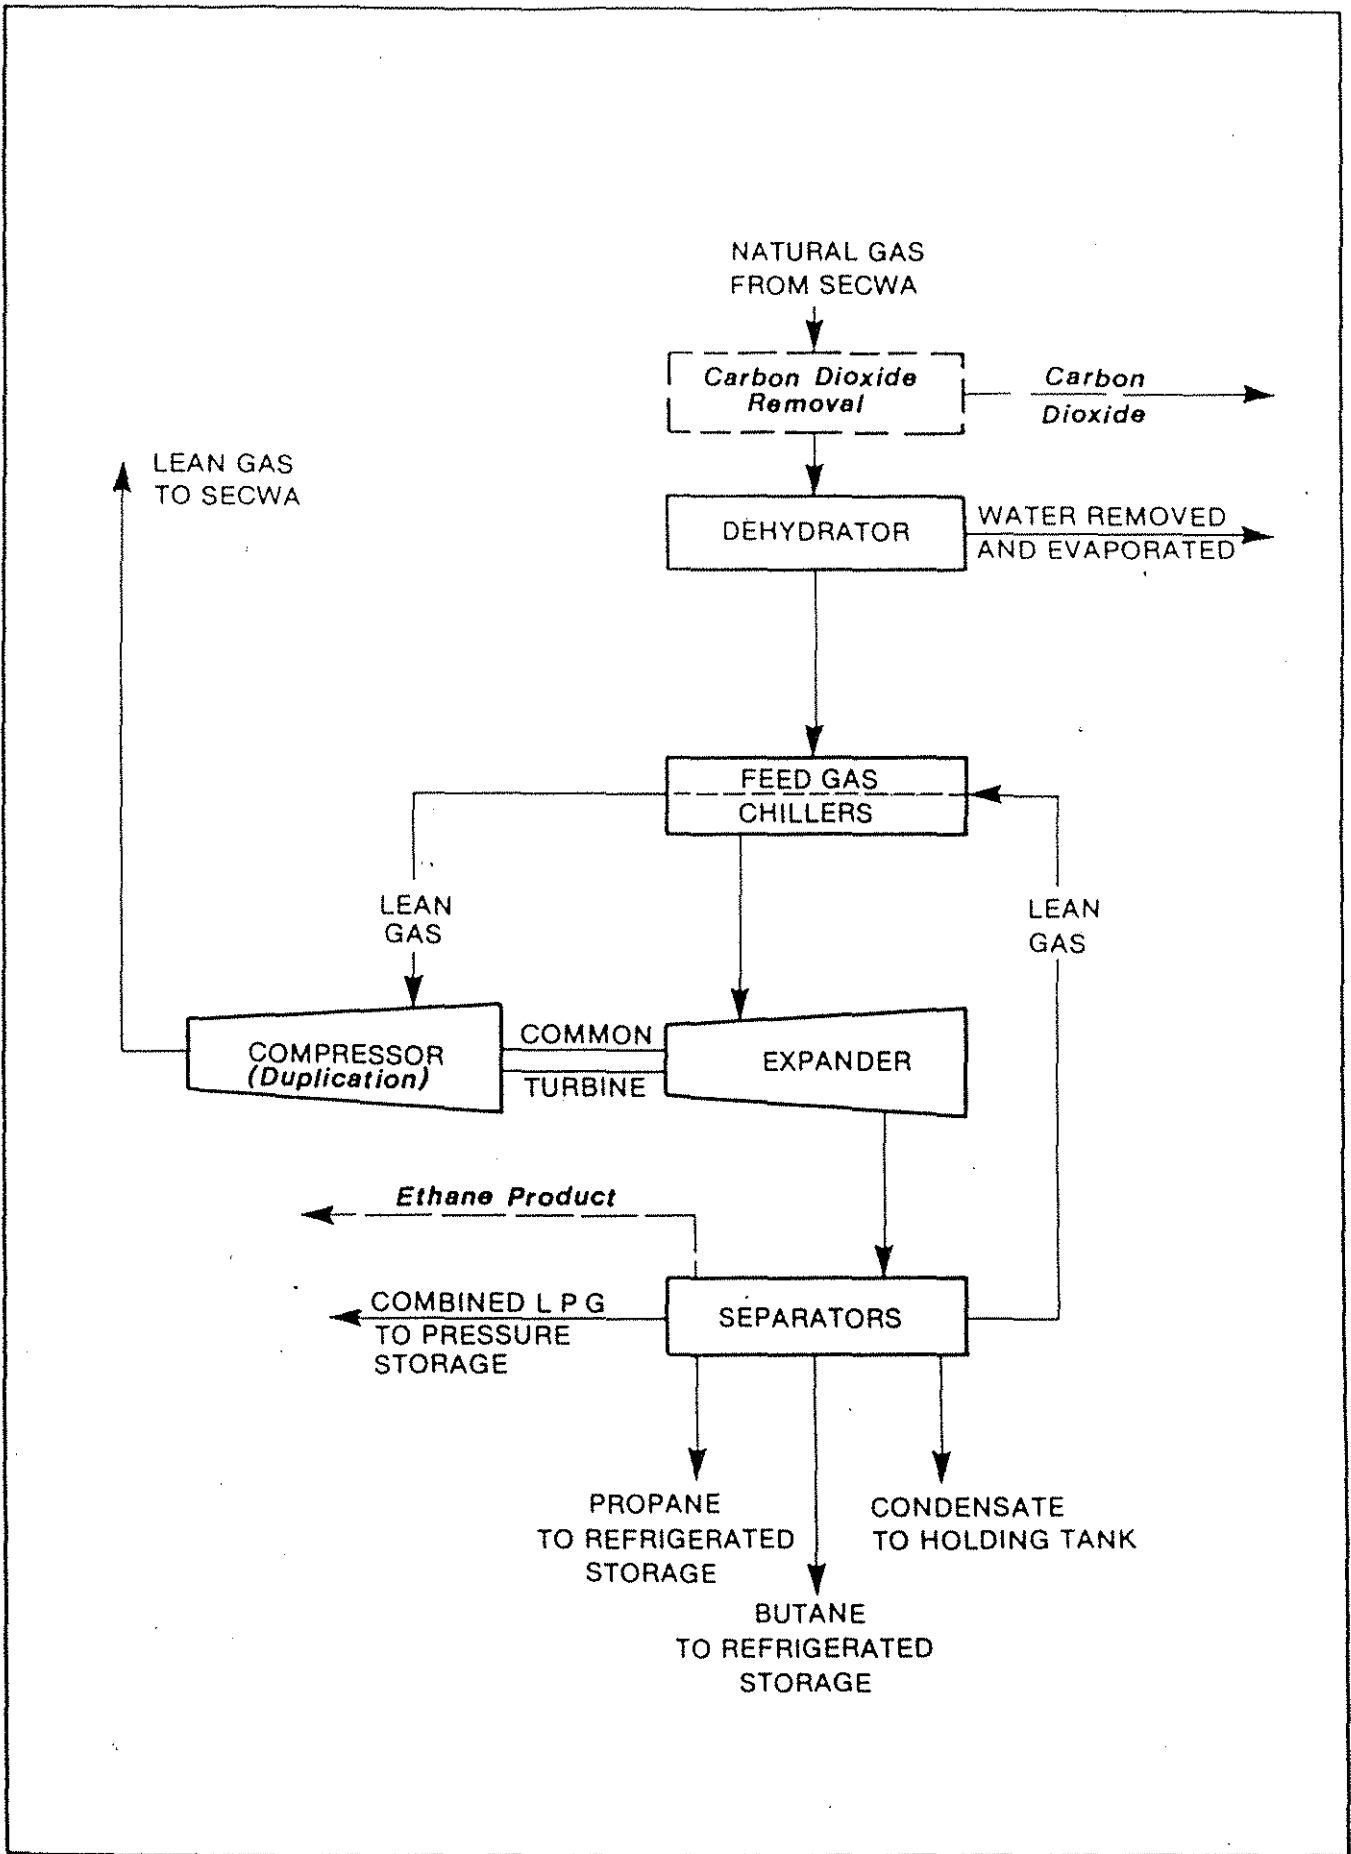 NATURAL GAS
FROM SECWA
Carbon Dioxide
Removal
Carbon
Dioxide
LEAN GAS
TO SECWA
DEHYDRATOR
WATER REMOVED
AND EVAPORATED
FEED GAS
CHILLERS
LEAN
GAS
LEAN
GAS
COMPRESSOR
(Duplication)
COMMON
TURBINE
EXPANDER
Ethane Product
COMBINED L P G
TO PRESSURE
STORAGE
SEPARATORS
PROPANE
TO REFRIGERATED
STORAGE
CONDENSATE
TO HOLDING TANK
BUTANE
TO REFRIGERATED
STORAGE